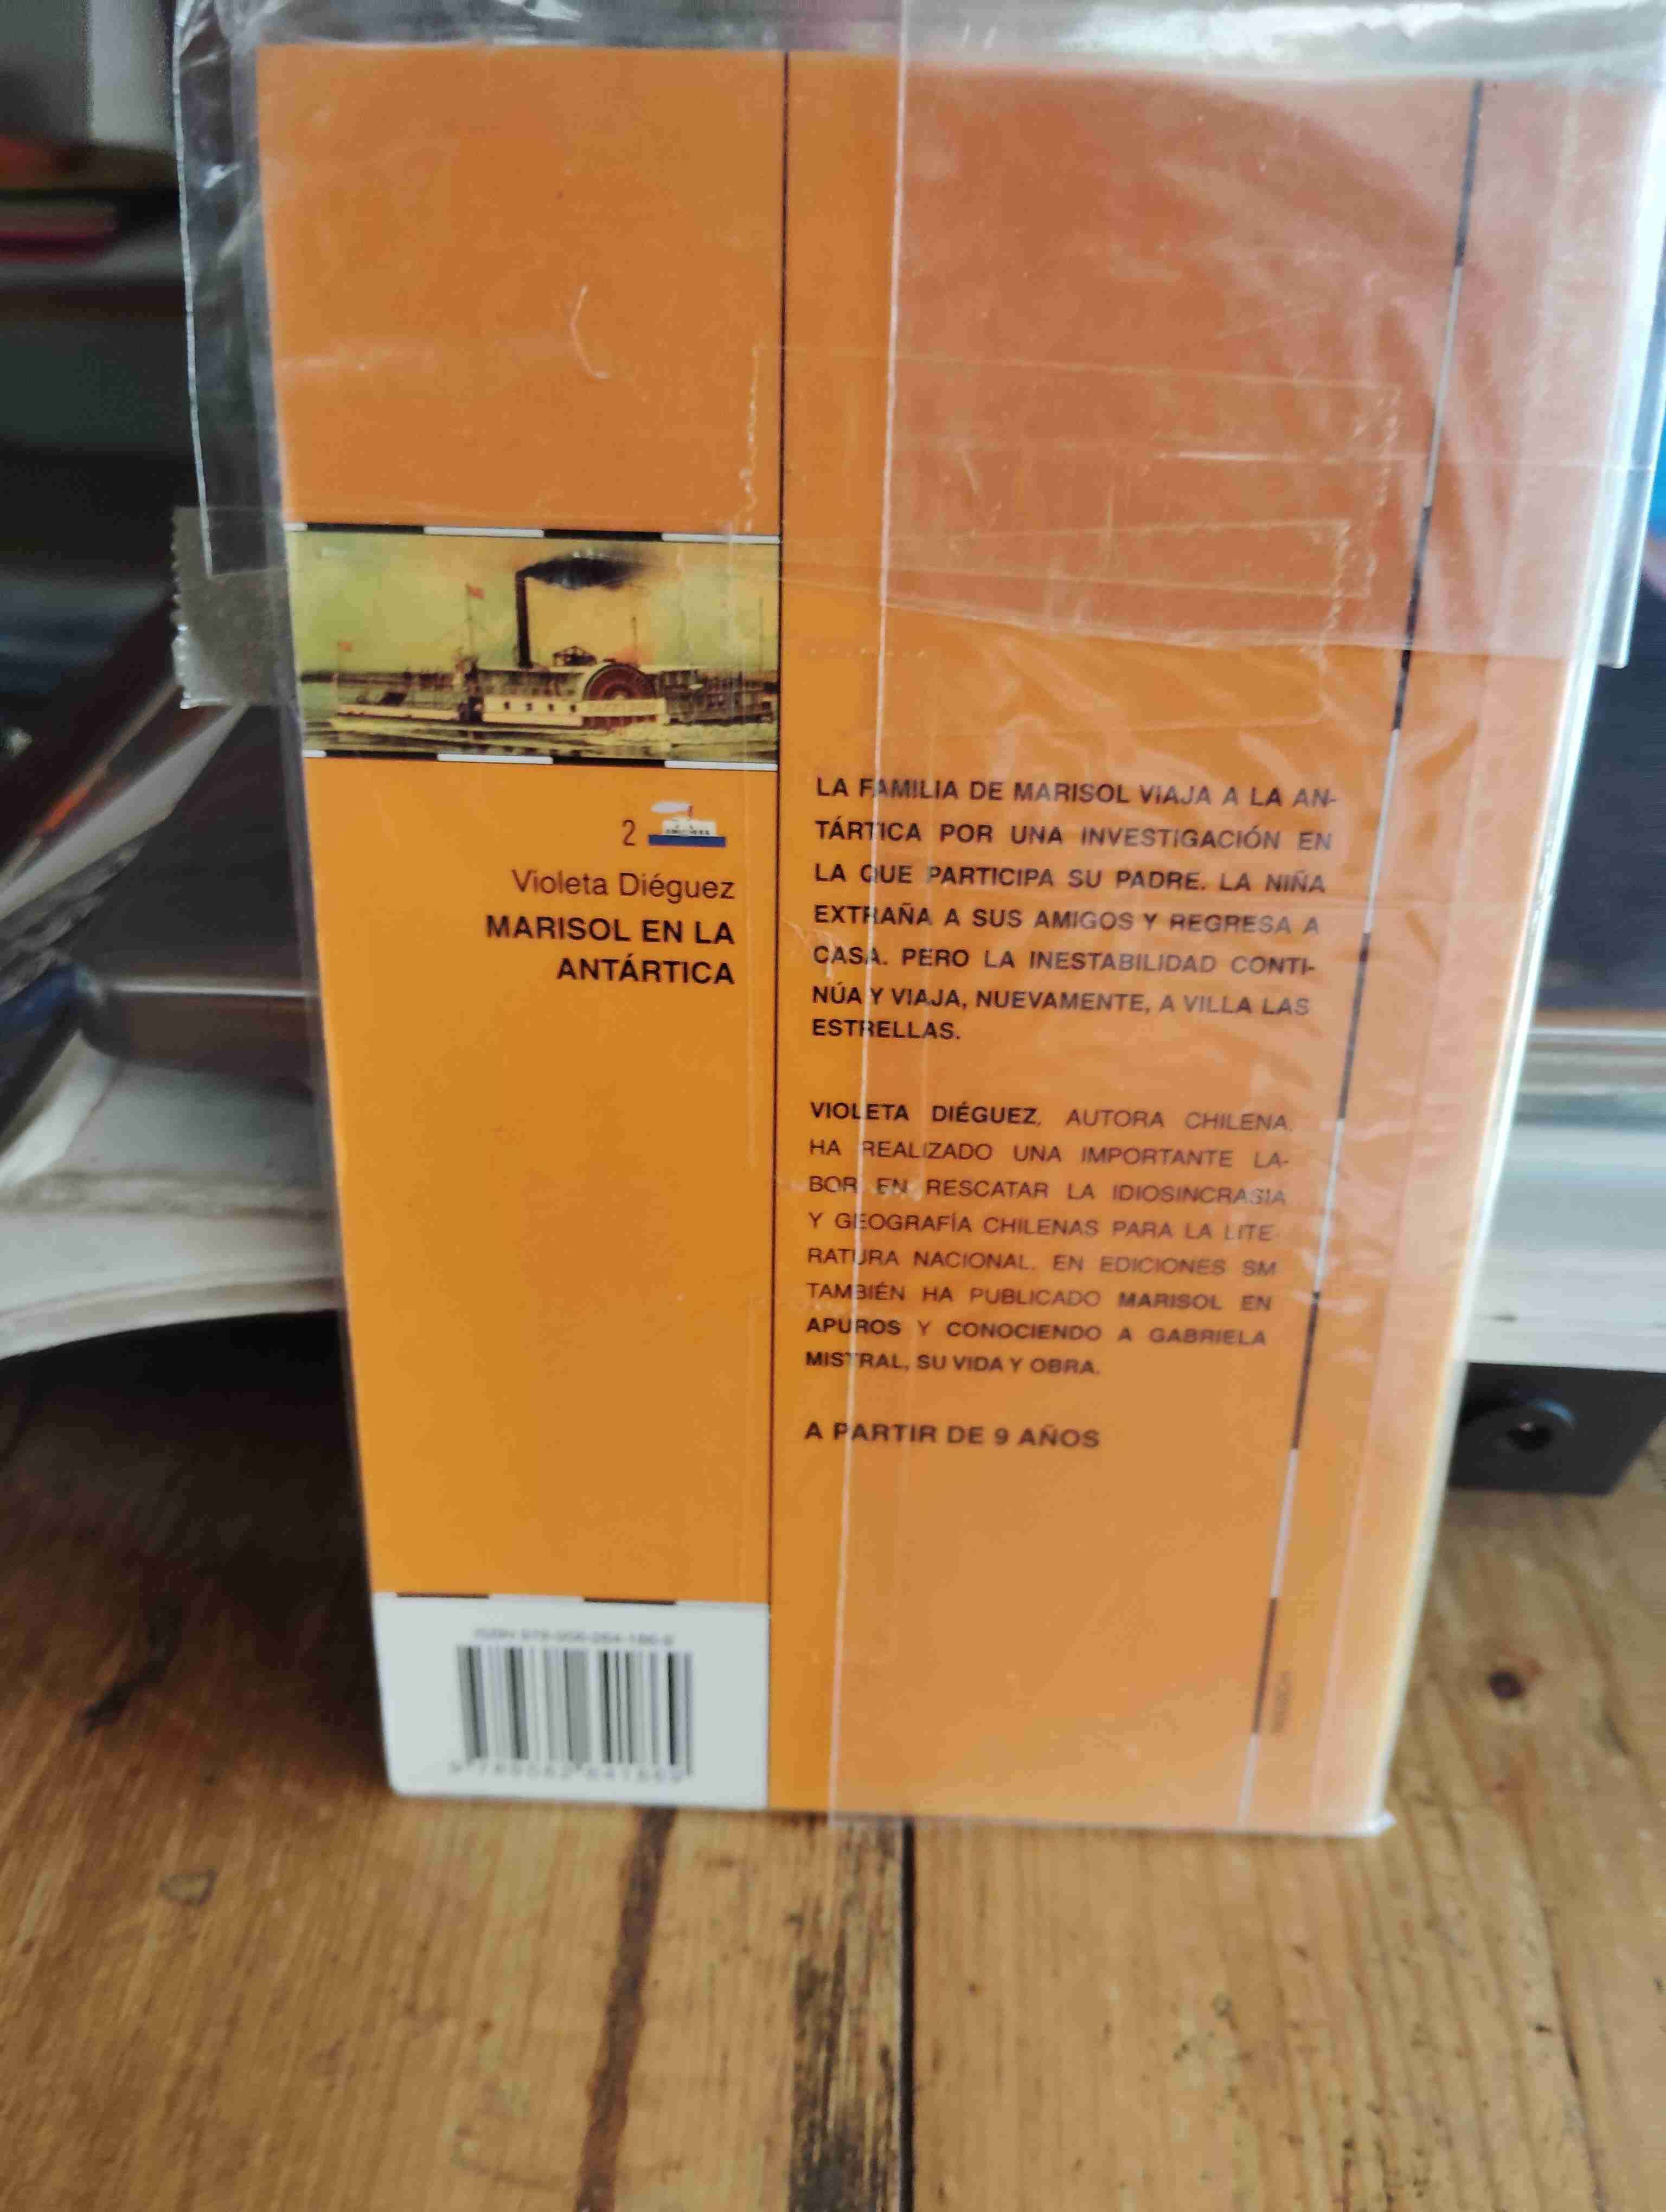 2
Violeta Diéguez
MARISOL EN LA
ANTÁRTICA
LA FAMILIA DE MARISOL VIAJA A LA AN-
TÁRTICA POR UNA INVESTIGACIÓN EN
LA QUE PARTICIPA SU PADRE. LA NIÑA
EXTRAÑA A SUS AMIGOS Y REGRESA A
CASA. PERO LA INESTABILIDAD CONTI-
NÚA Y VIAJA, NUEVAMENTE, A VILLA LAS
ESTRELLAS.
VIOLETA DIÉGUEZ, AUTORA CHILENA,
HA REALIZADO UNA IMPORTANTE LA-
BOR EN RESCATAR LA IDIOSINCRASIA
Y GEOGRAFÍA CHILENAS PARA LA LITE-
RATURA NACIONAL. EN EDICIONES SM
TAMBIÉN HA PUBLICADO MARISOL EN
APUROS Y CONOCIENDO A GABRIELA
MISTRAL, SU VIDA Y OBRA.
A PARTIR DE 9 AÑOS
ISBN